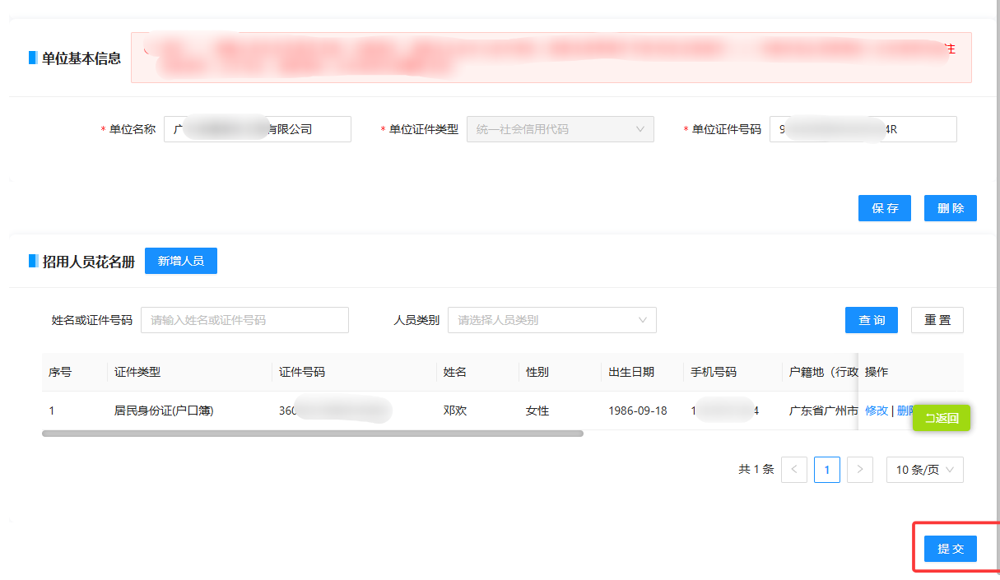 单位基本信息
注
* 单位名称 广 有限公司 * 单位证件类型 统一社会信用代码 * 单位证件号码 9 4R
保 存 删 除
招用人员花名册 新增人员
姓名或证件号码 请输入姓名或证件号码 人员类别 请选择人员类别 查 询 重 置
序号 证件类型 证件号码 姓名 性别 出生日期 手机号码 户籍地（行政 操作
1 居民身份证(户口簿) 360 邓欢 女性 1986-09-18 1 4 广东省广州市 修改 | 删 返回
共 1 条 < 1 > 10 条/页
提 交